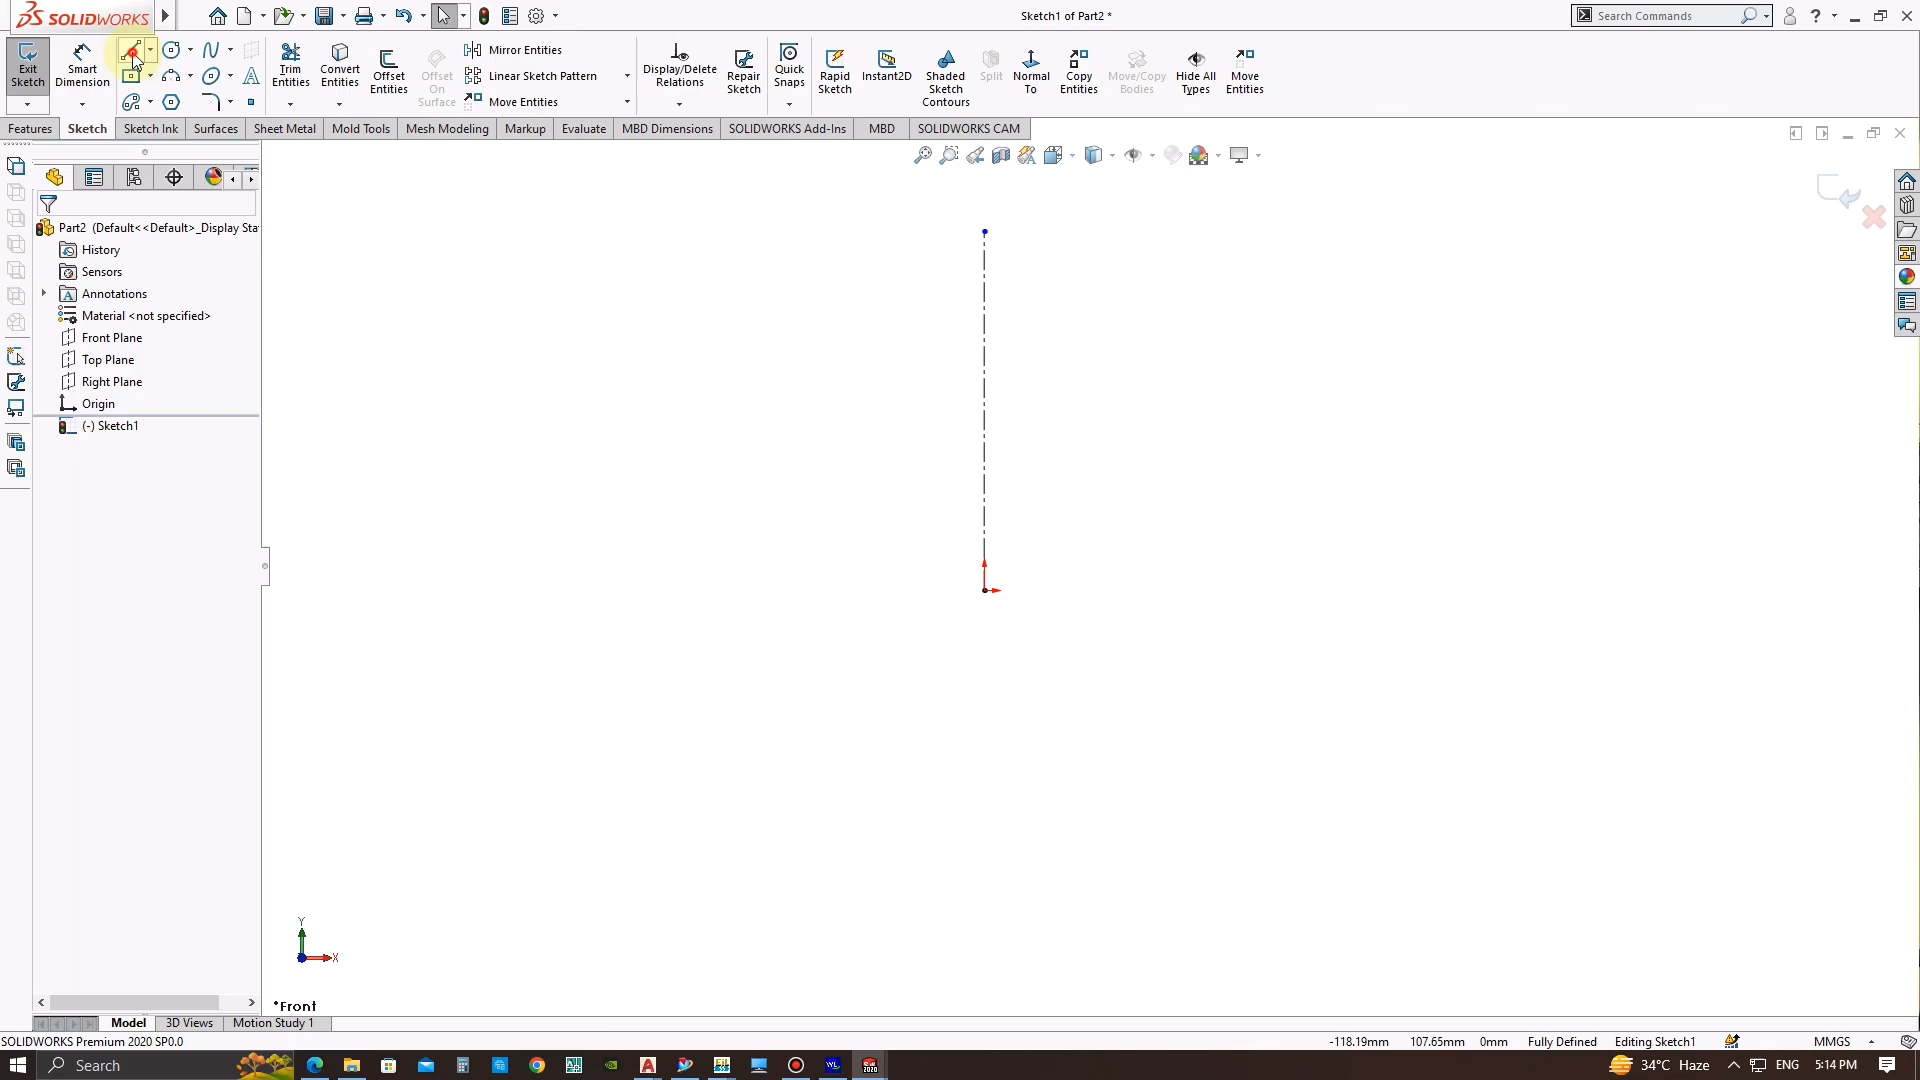 SOLIDWORKS
Sketch1 of Part2 *
Search Commands
?
Exit Sketch
Smart Dimension
Trim Entities
Convert Entities
Offset Entities
Offset On Surface
Mirror Entities
Linear Sketch Pattern
Move Entities
Display/Delete Relations
Repair Sketch
Quick Snaps
Rapid Sketch
Instant2D
Shaded Sketch Contours
Split
Normal To
Copy Entities
Move/Copy Bodies
Hide All Types
Move Entities
Features
Sketch
Sketch Ink
Surfaces
Sheet Metal
Mold Tools
Mesh Modeling
Markup
Evaluate
MBD Dimensions
SOLIDWORKS Add-Ins
MBD
SOLIDWORKS CAM
Part2 (Default<<Default>_Display Sta
History
Sensors
Annotations
Material <not specified>
Front Plane
Top Plane
Right Plane
Origin
(-) Sketch1
Y
X
*Front
Model
3D Views
Motion Study 1
SOLIDWORKS Premium 2020 SP0.0
-118.19mm 107.65mm 0mm Fully Defined Editing Sketch1 MMGS
Search
34°C Haze
ENG
5:14 PM